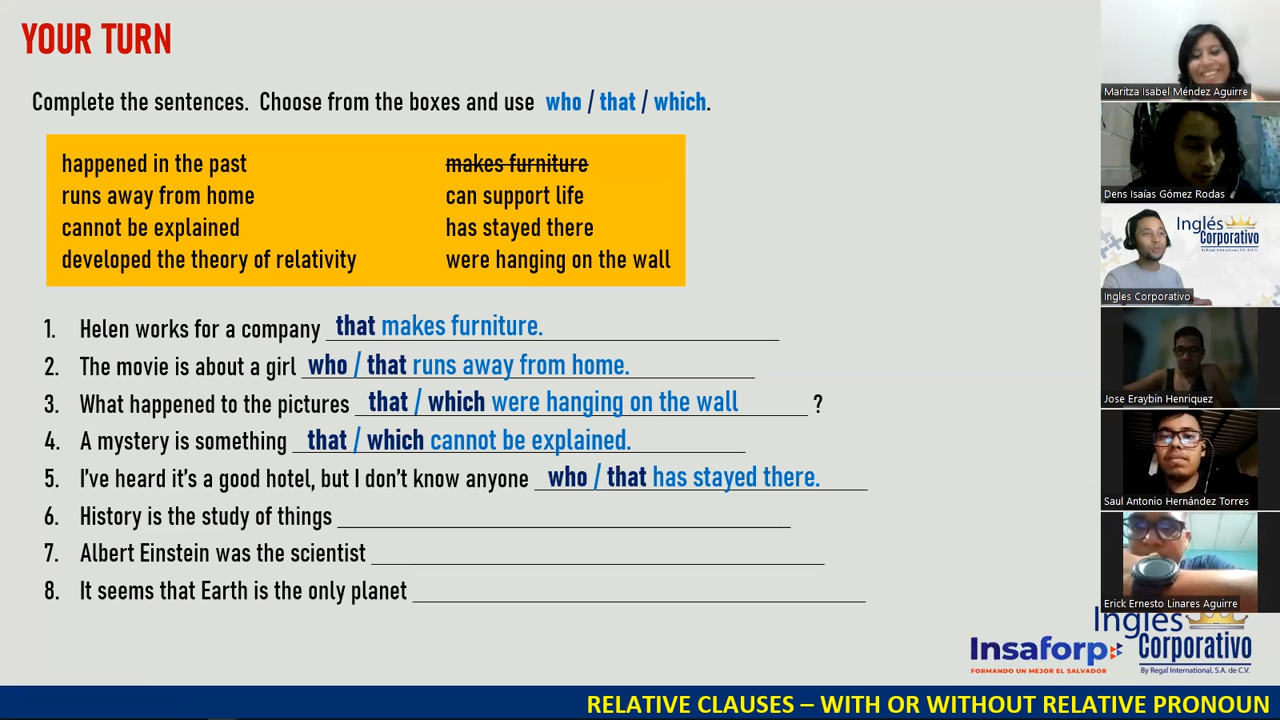 YOUR TURN
Complete the sentences. Choose from the boxes and use who / that / which.
happened in the past
runs away from home
cannot be explained
developed the theory of relativity
makes furniture
can support life
has stayed there
were hanging on the wall
1. Helen works for a company that makes furniture.
2. The movie is about a girl who / that runs away from home.
3. What happened to the pictures that / which were hanging on the wall ?
4. A mystery is something that / which cannot be explained.
5. I've heard it's a good hotel, but I don't know anyone who / that has stayed there.
6. History is the study of things
7. Albert Einstein was the scientist
8. It seems that Earth is the only planet
Maritza Isabel Méndez Aguirre
Dens Isaías Gómez Rodas
Inglés
Corporativo
By Regal International, S.A. de C.V.
Ingles Corporativo
Jose Eraybin Henriquez
Saul Antonio Hernández Torres
Erick Ernesto Linares Aguirre
Insaforp
FORMANDO UN MEJOR EL SALVADOR
Inglés
Corporativo
By Regal International, S.A. de C.V.
RELATIVE CLAUSES – WITH OR WITHOUT RELATIVE PRONOUN